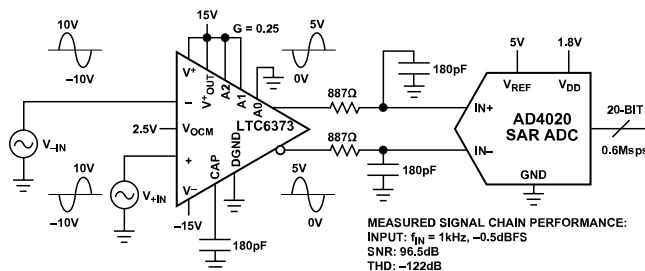 15V
G = 0.25
10V
–10V
5V
0V
V+
V+OUT
A2
A1
A0
180pF
5V
1.8V
VREF
VDD
887Ω
–
LTC6373
IN+
AD4020
SAR ADC
20-BIT
0.6Msps
2.5V
VOCM
887Ω
V–IN
+
IN–
10V
–10V
V+IN
CAP
DGND
5V
0V
180pF
GND
V–
–15V
180pF
MEASURED SIGNAL CHAIN PERFORMANCE:
INPUT: fIN = 1kHz, –0.5dBFS
SNR: 96.5dB
THD: –122dB